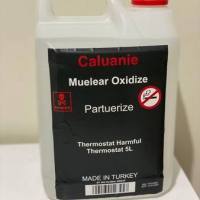 Caluanie
Muelear Oxidize
Partuerize
Thermostat Harmful
Thermostat 5L
MADE IN TURKEY